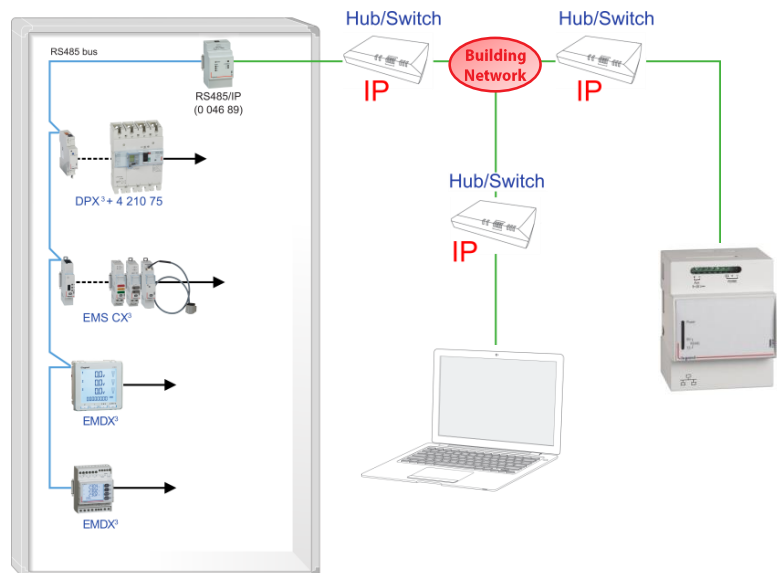 Hub/Switch
Hub/Switch
RS485 bus
Building
Network
IP
IP
RS485/IP
(0 046 89)
DPX³ + 4 210 75
Hub/Switch
IP
EMS CX³
EMDX³
EMDX³